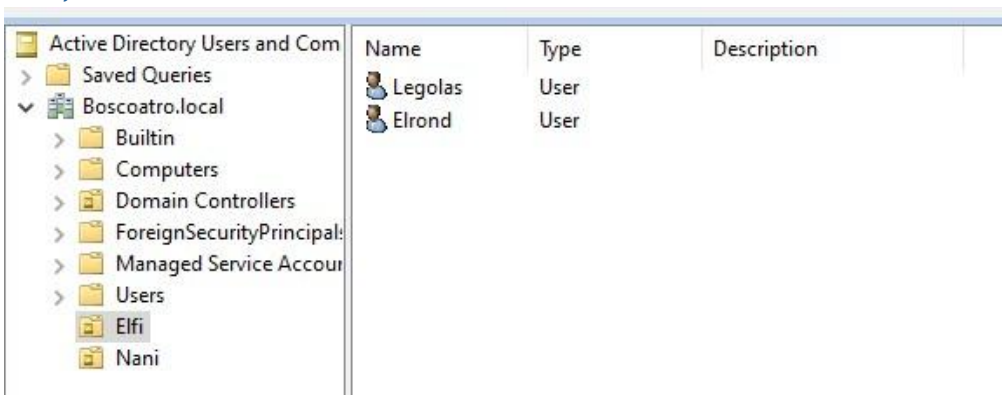 Active Directory Users and Com
Saved Queries
Boscoatro.local
Builtin
Computers
Domain Controllers
ForeignSecurityPrincipals
Managed Service Accour
Users
Elfi
Nani
Name Type Description
Legolas User
Elrond User